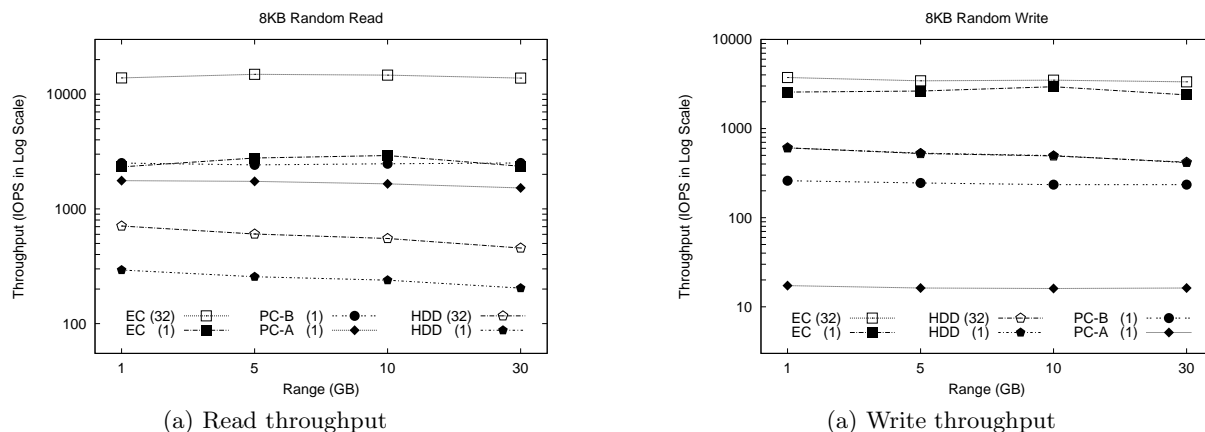 8KB Random Read
Throughput (IOPS in Log Scale)
10000
1000
100
EC (32)
PC-B (1)
HDD (32)
EC (1)
PC-A (1)
HDD (1)
1
5
10
30
Range (GB)
(a) Read throughput
8KB Random Write
Throughput (IOPS in Log Scale)
10000
1000
100
10
EC (32)
HDD (32)
PC-B (1)
EC (1)
HDD (1)
PC-A (1)
1
5
10
30
Range (GB)
(a) Write throughput